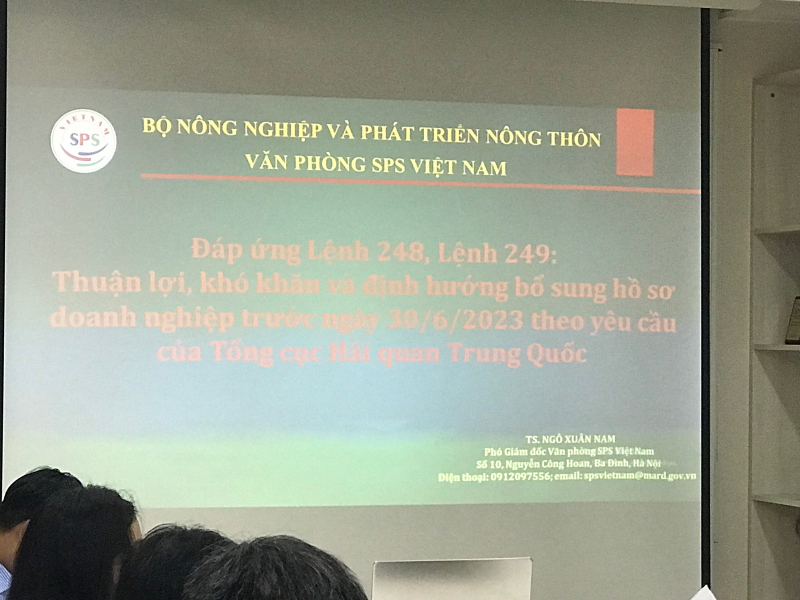 VIETNAM
SPS
BỘ NÔNG NGHIỆP VÀ PHÁT TRIỂN NÔNG THÔN
VĂN PHÒNG SPS VIỆT NAM
Đáp ứng Lệnh 248, Lệnh 249:
Thuận lợi, khó khăn và định hướng bổ sung hồ sơ
doanh nghiệp trước ngày 30/6/2023 theo yêu cầu
của Tổng cục Hải quan Trung Quốc
TS. NGÔ XUÂN NAM
Phó Giám đốc Văn phòng SPS Việt Nam
Số 10, Nguyễn Công Hoan, Ba Đình, Hà Nội
Điện thoại: 0912097556; email: spsvietnam@mard.gov.vn